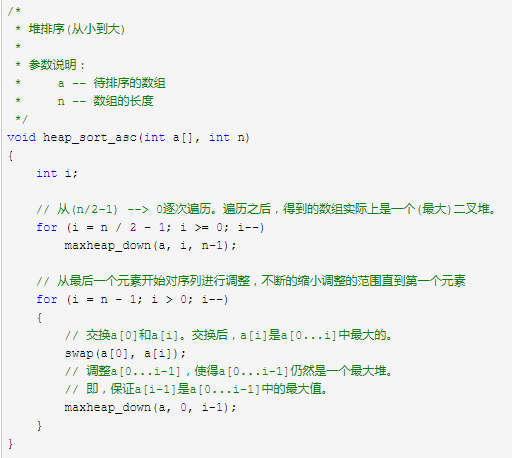 /*
 * 堆排序(从小到大)
 *
 * 参数说明：
 *     a -- 待排序的数组
 *     n -- 数组的长度
 */
void heap_sort_asc(int a[], int n)
{
    int i;

    // 从(n/2-1) --> 0逐次遍历。遍历之后，得到的数组实际上是一个(最大)二叉堆。
    for (i = n / 2 - 1; i >= 0; i--)
        maxheap_down(a, i, n-1);

    // 从最后一个元素开始对序列进行调整，不断的缩小调整的范围直到第一个元素
    for (i = n - 1; i > 0; i--)
    {
        // 交换a[0]和a[i]。交换后，a[i]是a[0...i]中最大的。
        swap(a[0], a[i]);
        // 调整a[0...i-1]，使得a[0...i-1]仍然是一个最大堆。
        // 即，保证a[i-1]是a[0...i-1]中的最大值。
        maxheap_down(a, 0, i-1);
    }
}